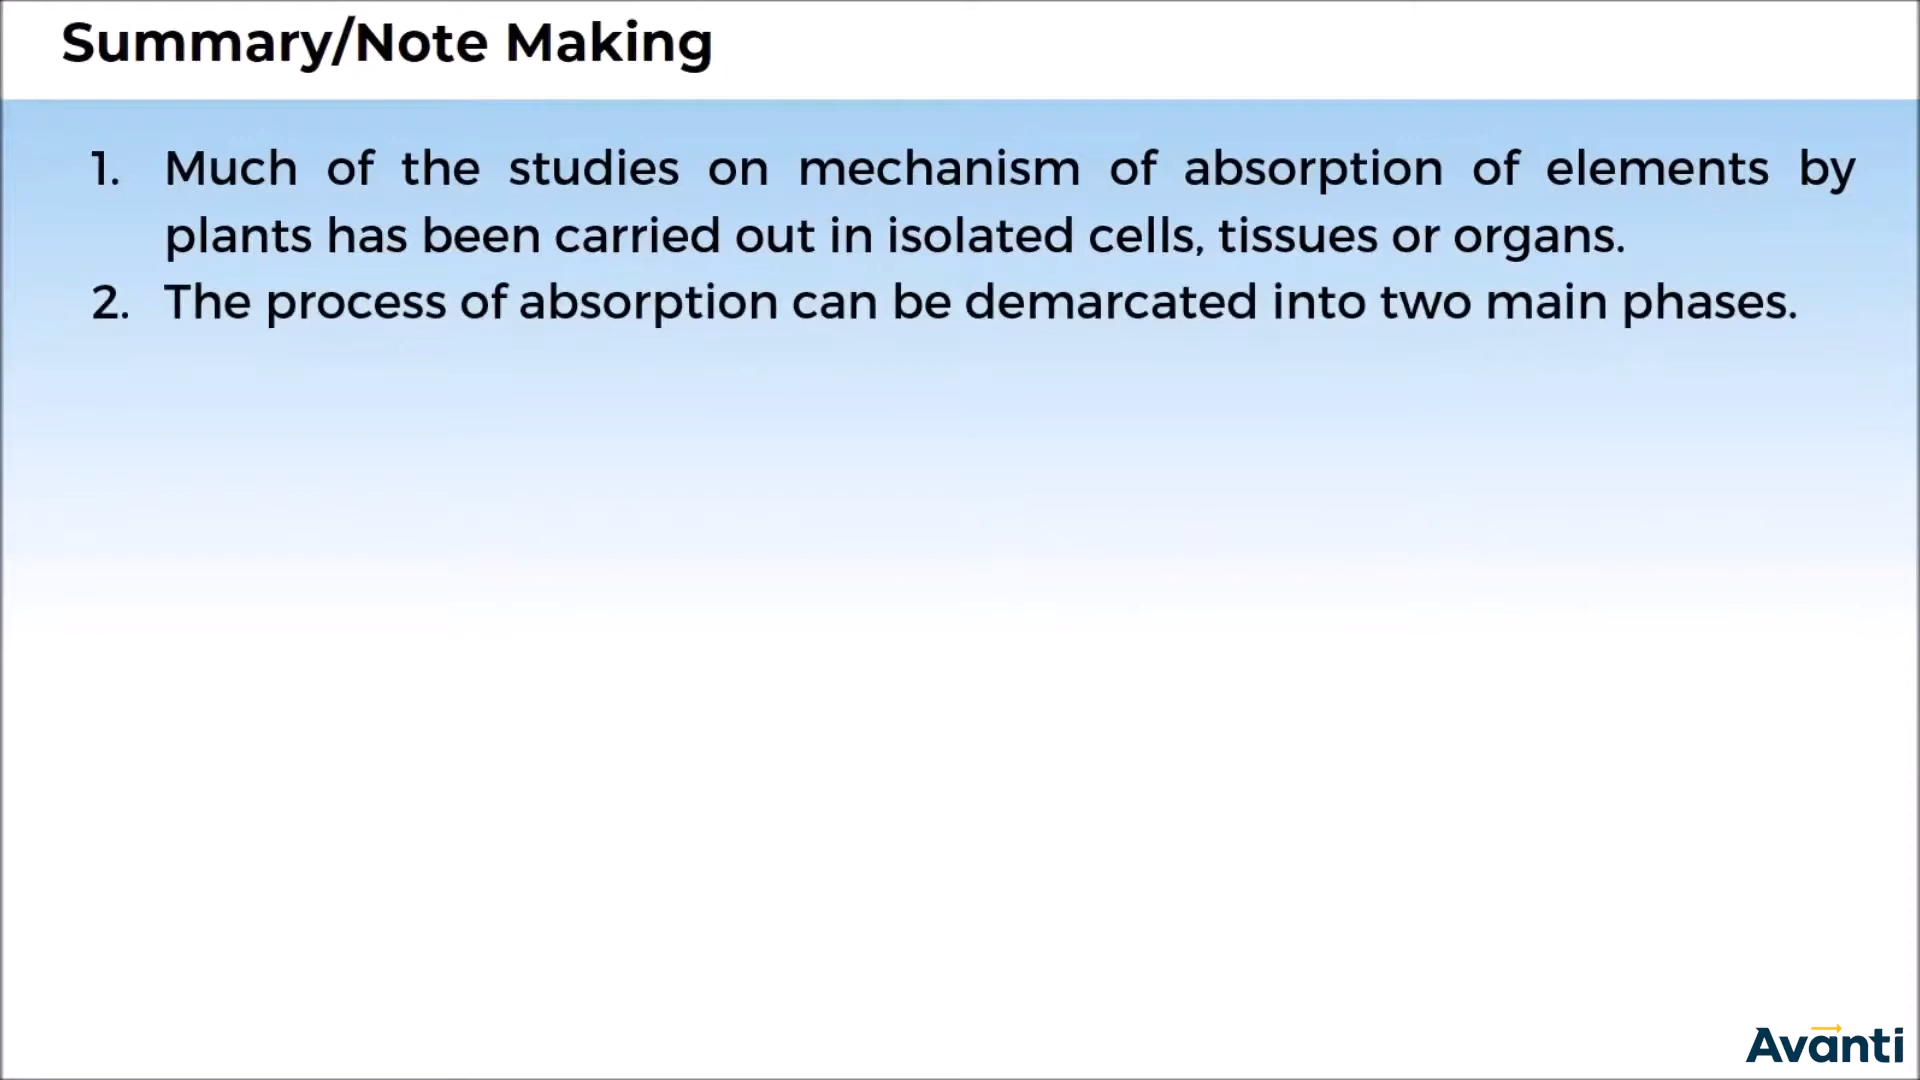 Summary/Note Making
1. Much of the studies on mechanism of absorption of elements by
plants has been carried out in isolated cells, tissues or organs.
2. The process of absorption can be demarcated into two main phases.
Avanti